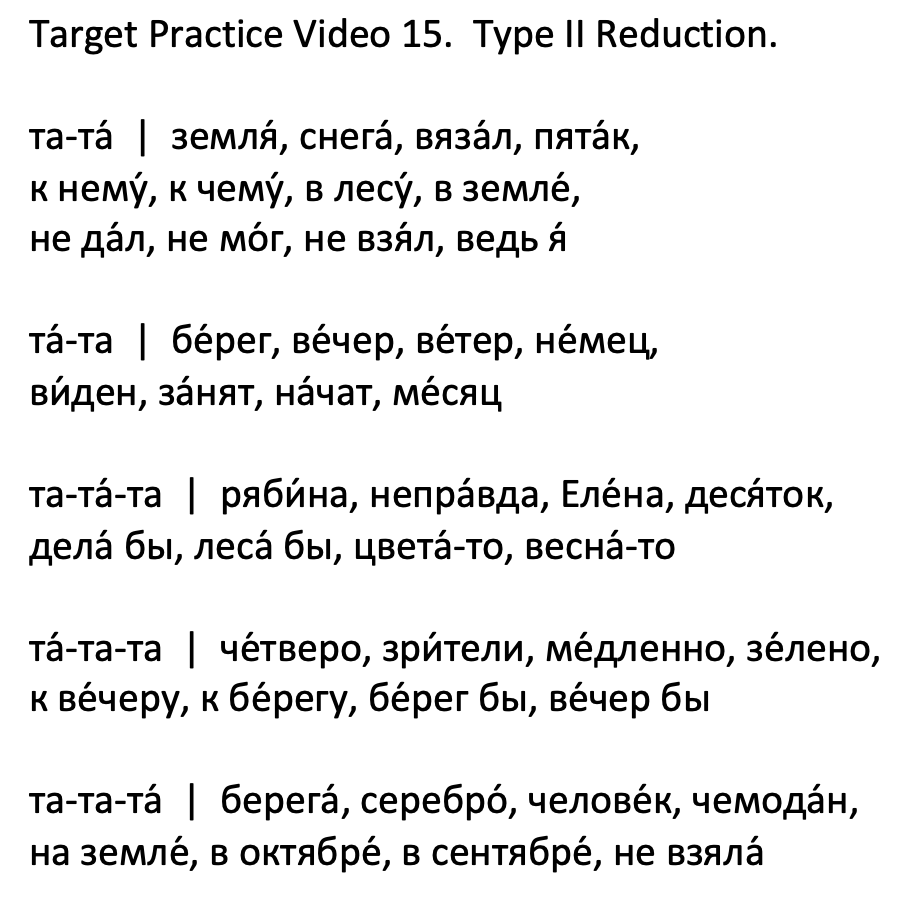 Target Practice Video 15.  Type II Reduction.
та-та́  |  земля́, снега́, вяза́л, пята́к,
к нему́, к чему́, в лесу́, в земле́,
не да́л, не мо́г, не взя́л, ведь я́
та́-та  |  бе́рег, ве́чер, ве́тер, не́мец,
ви́ден, за́нят, на́чат, ме́сяц
та-та́-та  |  ряби́на, непра́вда, Еле́на, деся́ток,
дела́ бы, леса́ бы, цвета́-то, весна́-то
та́-та-та  |  че́тверо, зри́тели, ме́дленно, зе́лено,
к ве́черу, к бе́регу, бе́рег бы, ве́чер бы
та-та-та́  |  берега́, серебро́, челове́к, чемода́н,
на земле́, в октябре́, в сентябре́, не взяла́